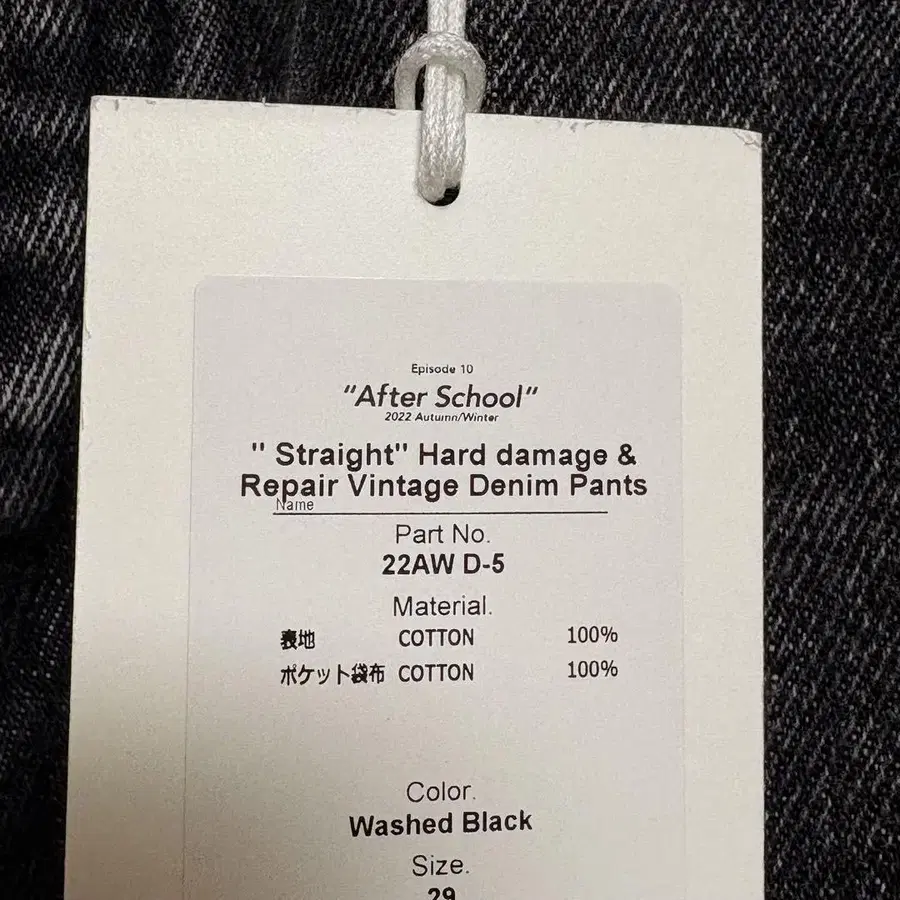 Episode 10
"After School"
2022 Autumn/Winter
" Straight" Hard damage &
Repair Vintage Denim Pants
Name
Part No.
22AW D-5
Material.
表地 COTTON 100%
ポケット袋布 COTTON 100%
Color.
Washed Black
Size.
29